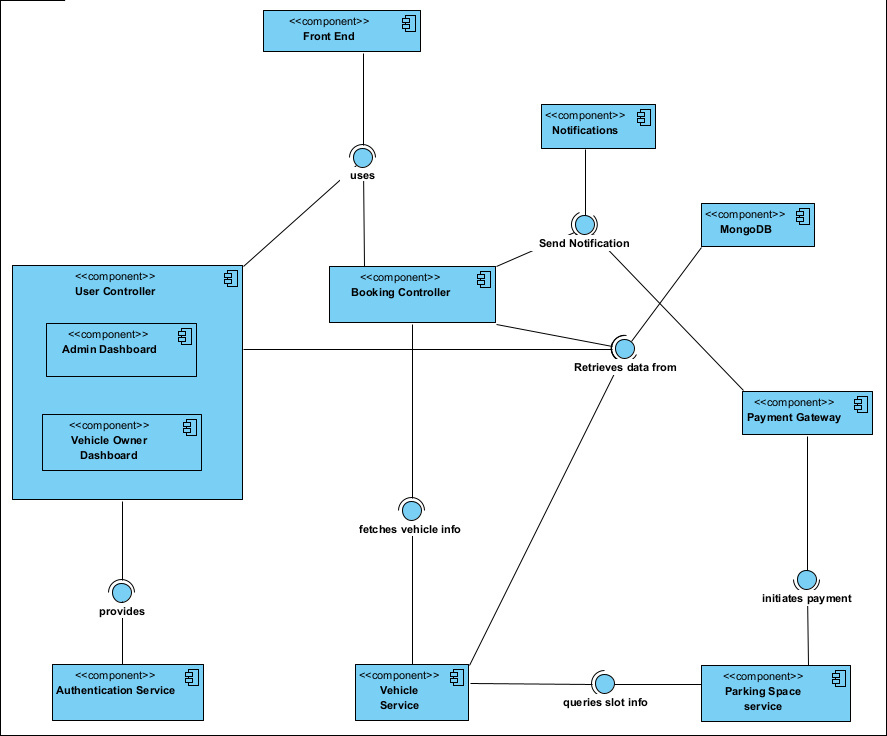 <<component>>
Front End
<<component>>
Notifications
uses
<<component>>
MongoDB
Send Notification
<<component>>
User Controller
<<component>>
Booking Controller
<<component>>
Admin Dashboard
Retrieves data from
<<component>>
Payment Gateway
<<component>>
Vehicle Owner
Dashboard
fetches vehicle info
provides
initiates payment
<<component>>
Authentication Service
<<component>>
Vehicle
Service
queries slot info
<<component>>
Parking Space
service